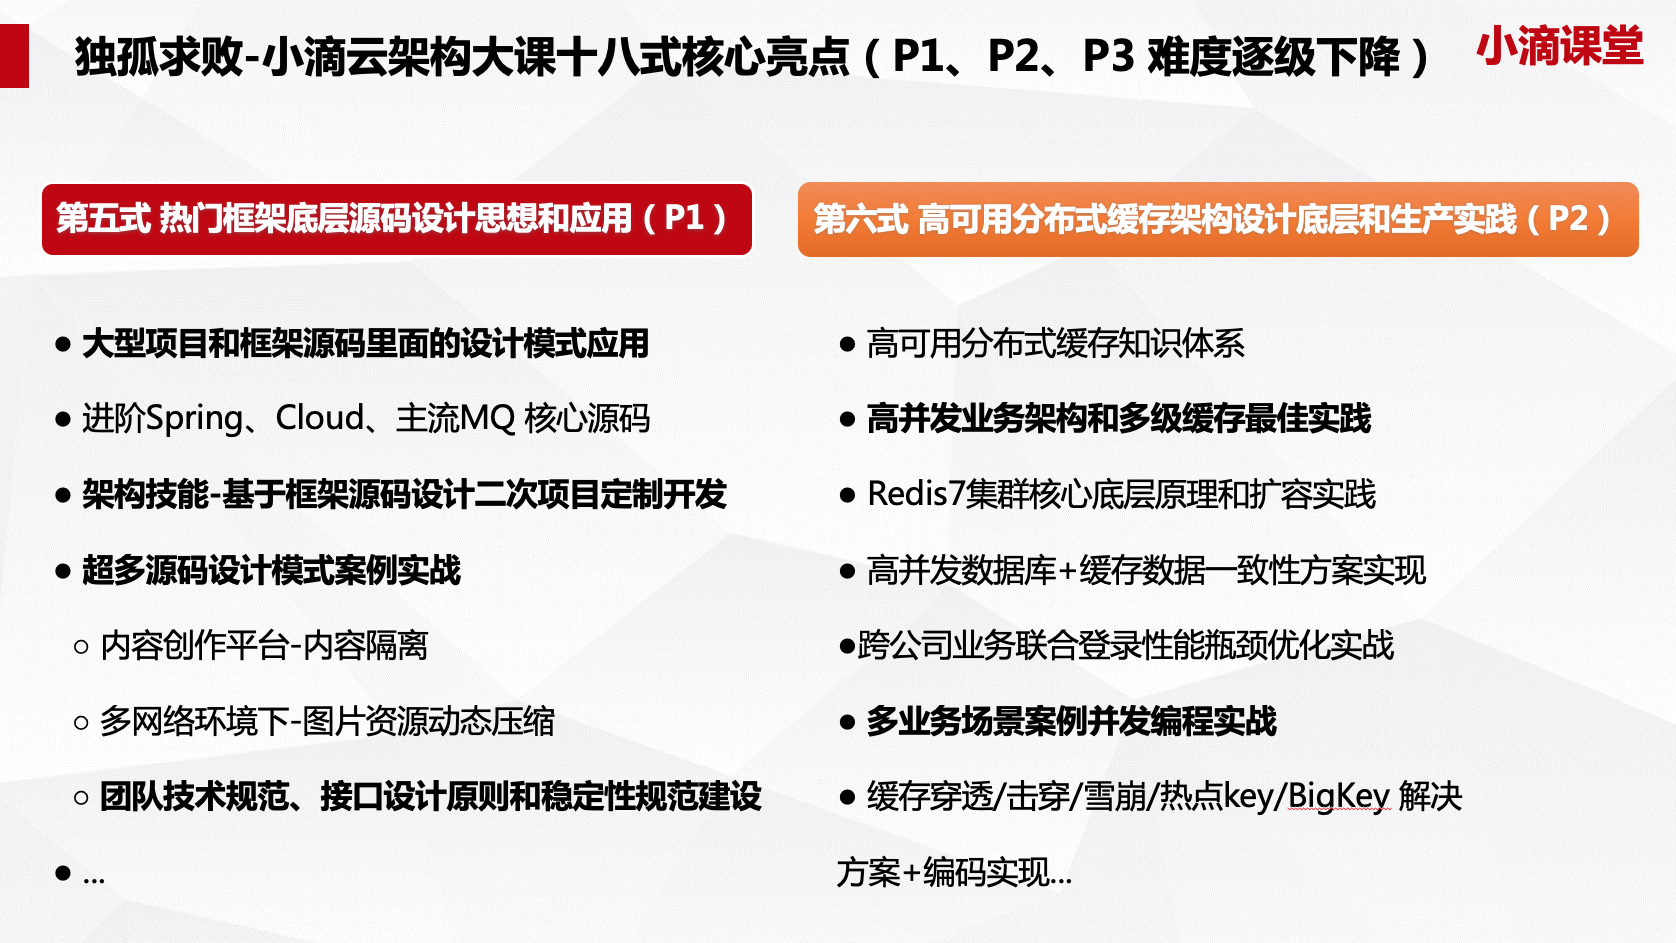 独孤求败-小滴云架构大课十八式核心亮点（P1、P2、P3 难度逐级下降）
小滴课堂
第五式 热门框架底层源码设计思想和应用（P1）
● 大型项目和框架源码里面的设计模式应用
● 进阶Spring、Cloud、主流MQ 核心源码
● 架构技能-基于框架源码设计二次项目定制开发
● 超多源码设计模式案例实战
○ 内容创作平台-内容隔离
○ 多网络环境下-图片资源动态压缩
○ 团队技术规范、接口设计原则和稳定性规范建设
● ...
第六式 高可用分布式缓存架构设计底层和生产实践（P2）
● 高可用分布式缓存知识体系
● 高并发业务架构和多级缓存最佳实践
● Redis7集群核心底层原理和扩容实践
● 高并发数据库+缓存数据一致性方案实现
●跨公司业务联合登录性能瓶颈优化实战
● 多业务场景案例并发编程实战
● 缓存穿透/击穿/雪崩/热点key/BigKey 解决
方案+编码实现...